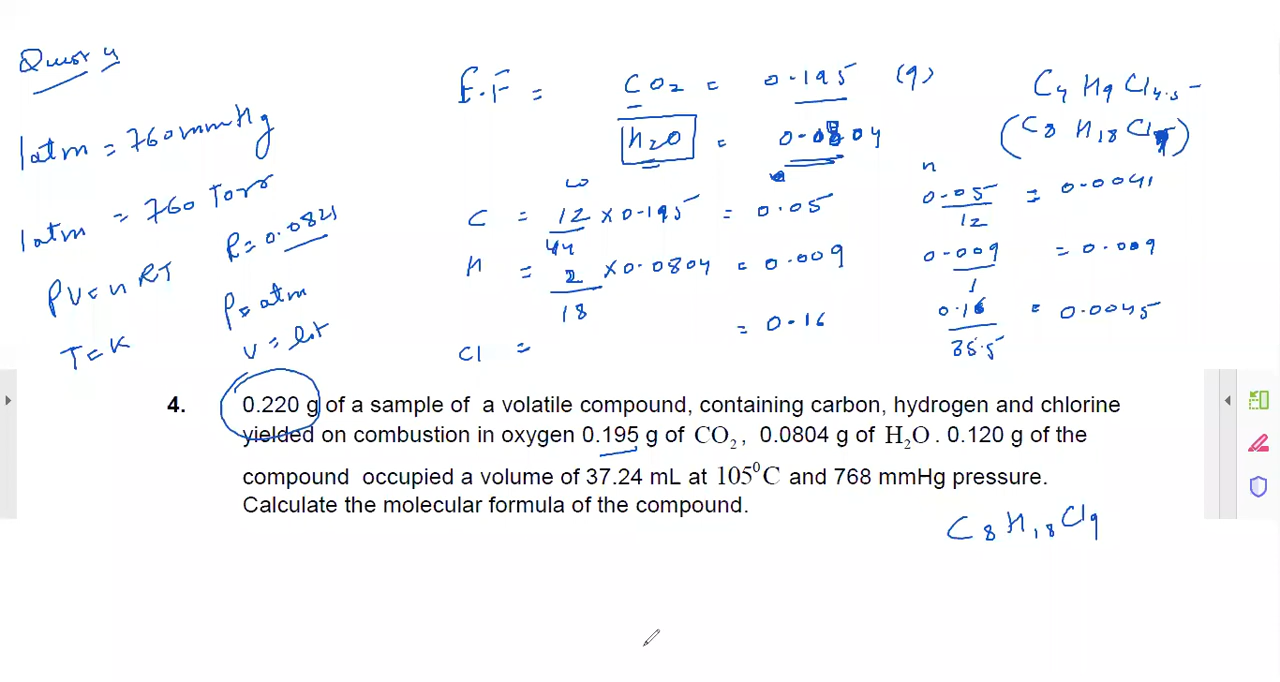 Quest 4
1atm = 760mmHg
1atm = 760 Torr
R = 0.0821
PV = nRT
P = atm
V = lit
T = K
E.F = CO2 = 0.195 (g)
H2O = 0.0804
C4 H9 Cl4.5
(C8 H18 Cl9)
w
n
C = 12/44 × 0.195 = 0.05
0.05/12 = 0.0041
H = 2/18 × 0.0804 = 0.009
0.009/1 = 0.009
Cl = = 0.16
0.16/35.5 = 0.0045
4. 0.220 g of a sample of a volatile compound, containing carbon, hydrogen and chlorine
yielded on combustion in oxygen 0.195 g of CO₂, 0.0804 g of H₂O. 0.120 g of the
compound occupied a volume of 37.24 mL at 105⁰C and 768 mmHg pressure.
Calculate the molecular formula of the compound.
C8 H18 Cl9